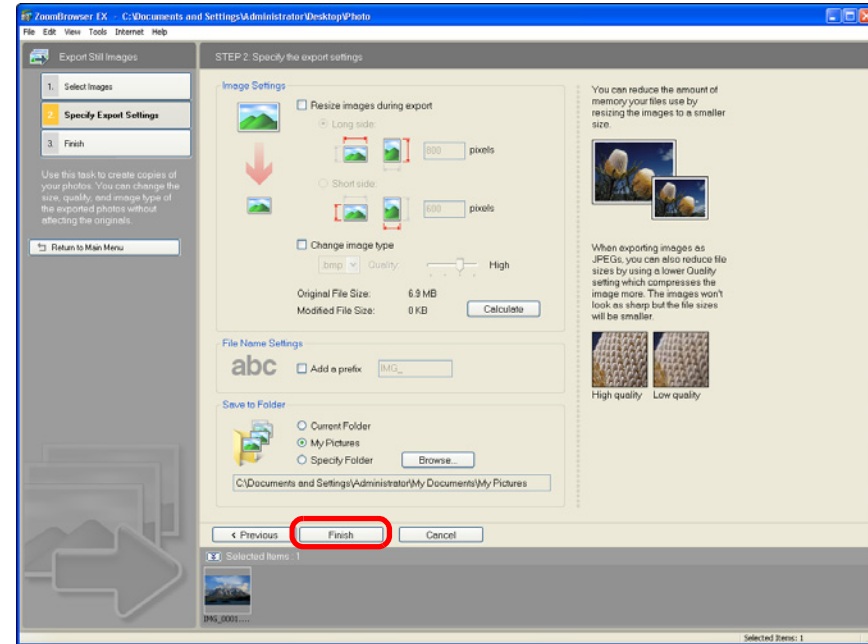 ZoomBrowser EX - C:\Documents and Settings\Administrator\Desktop\Photo
File Edit View Tools Internet Help
Export Still Images
1. Select Images
2. Specify Export Settings
3. Finish
Use this task to create copies of
your photos. You can change the
size, quality, and image type of
the exported photos without
affecting the originals.
Return to Main Menu
STEP 2: Specify the export settings
Image Settings
Resize images during export
Long side:
800 pixels
Short side:
600 pixels
Change image type
.bmp Quality: High
Original File Size: 6.9 MB
Modified File Size: 0 KB Calculate
File Name Settings
abc Add a prefix IMG_
Save to Folder
Current Folder
My Pictures
Specify Folder Browse...
C:\Documents and Settings\Administrator\My Documents\My Pictures
You can reduce the amount of
memory your files use by
resizing the images to a smaller
size.
When exporting images as
JPEGs, you can also reduce file
sizes by using a lower Quality
setting which compresses the
image more. The images won't
look as sharp but the file sizes
will be smaller.
High quality Low quality
< Previous Finish Cancel
Selected Items : 1
IMG_0001....
Selected Items: 1